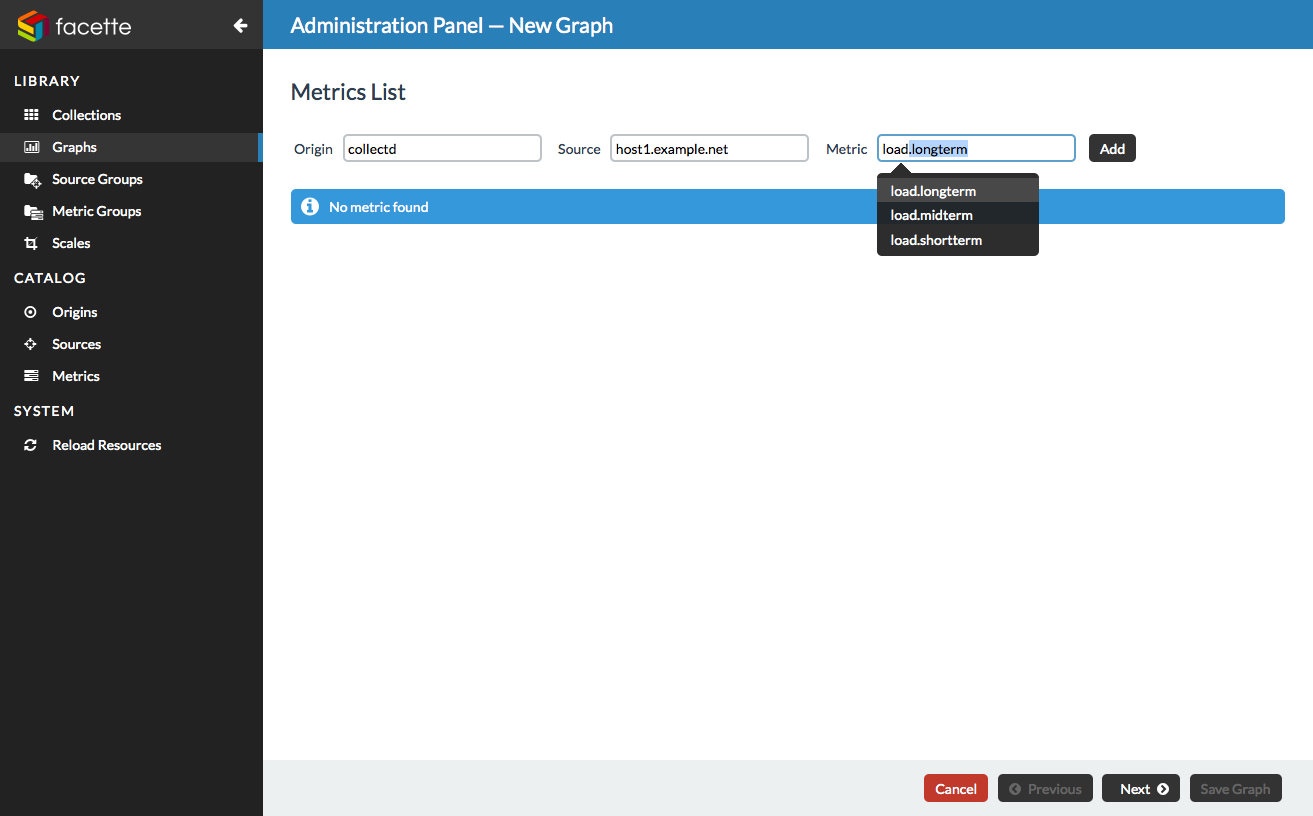 facette
Administration Panel — New Graph
LIBRARY
Collections
Graphs
Source Groups
Metric Groups
Scales
CATALOG
Origins
Sources
Metrics
SYSTEM
Reload Resources
Metrics List
Origin collectd Source host1.example.net Metric load.longterm Add
No metric found
load.longterm
load.midterm
load.shortterm
Cancel Previous Next Save Graph